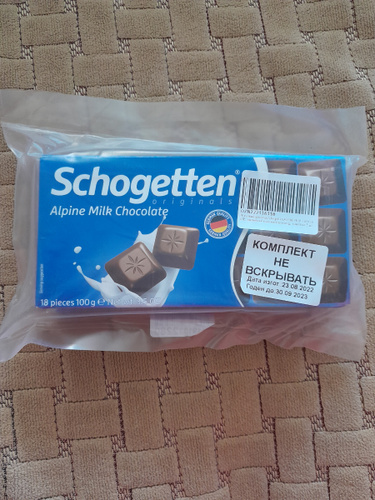 Schogetten®
originals
Alpine Milk Chocolate
18 pieces 100g e
КОМПЛЕКТ
НЕ
ВСКРЫВАТЬ
Дата изгот. 23.08.2022
Годен до 30.09.2023